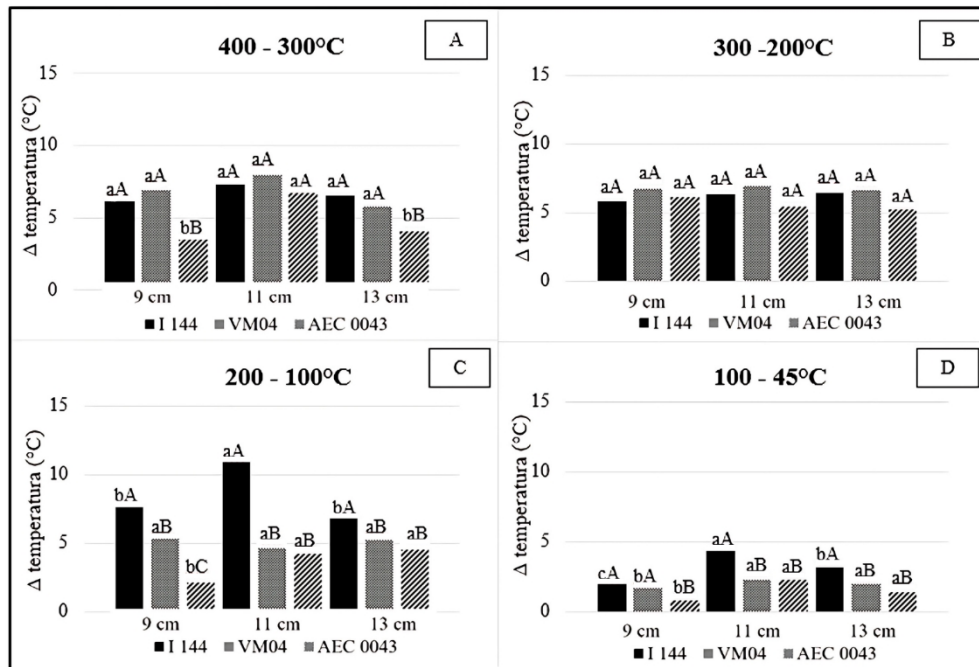 400 - 300°C
A
Δ temperatura (°C)
15
10
5
0
aA aA bB aA aA aA aA aA bB
9 cm 11 cm 13 cm
I 144 VM04 AEC 0043
300 -200°C
B
Δ temperatura (°C)
15
10
5
0
aA aA aA aA aA aA aA aA aA
9 cm 11 cm 13 cm
I 144 VM04 AEC 0043
200 - 100°C
C
Δ temperatura (°C)
15
10
5
0
bA aB bC aA aB aB bA aB aB
9 cm 11 cm 13 cm
I 144 VM04 AEC 0043
100 - 45°C
D
Δ temperatura (°C)
15
10
5
0
cA bA bB aA aB aB bA aB aB
9 cm 11 cm 13 cm
I 144 VM04 AEC 0043